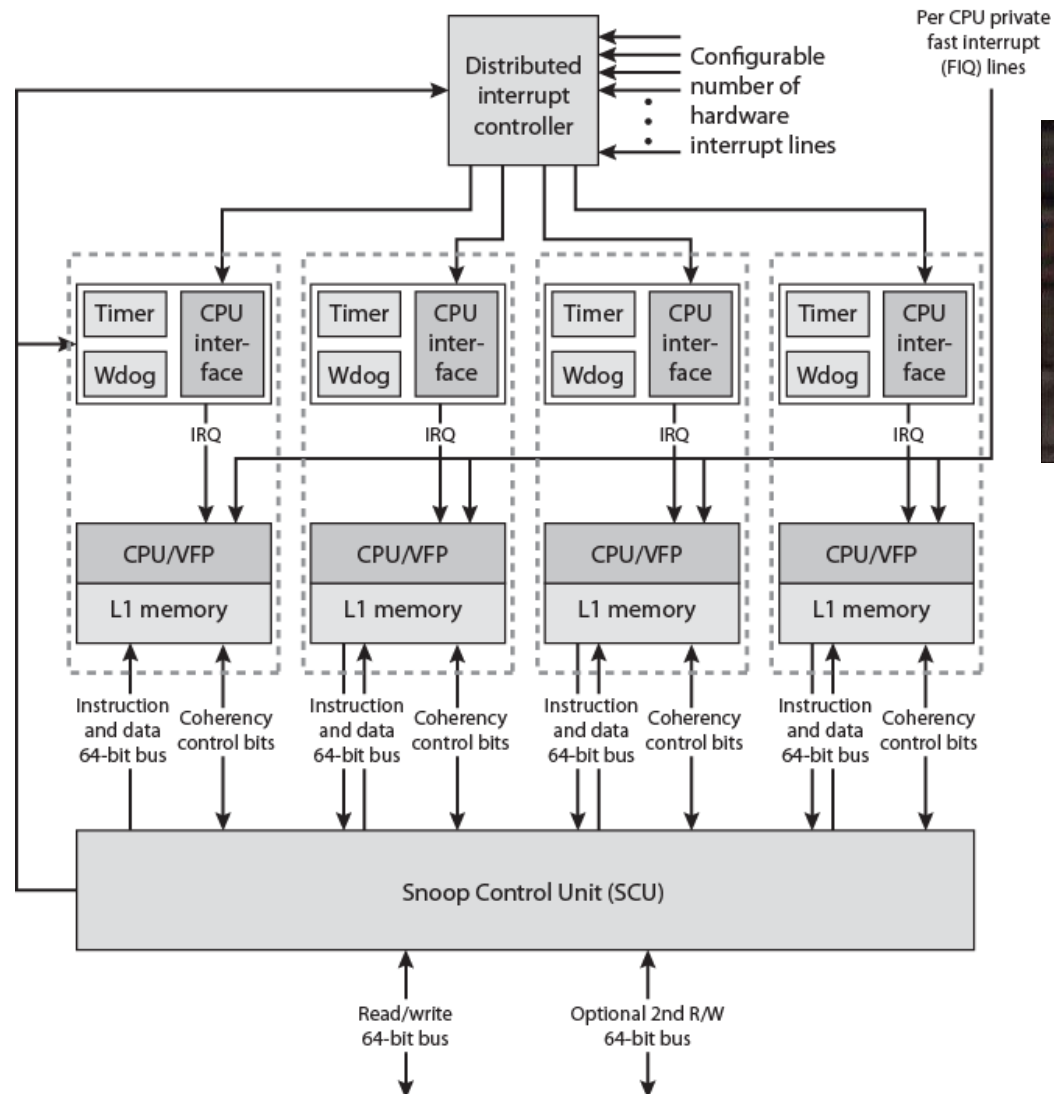 Per CPU private
fast interrupt
(FIQ) lines
Distributed
interrupt
controller
Configurable
number of
hardware
interrupt lines
Timer
Wdog
CPU
inter-
face
Timer
Wdog
CPU
inter-
face
Timer
Wdog
CPU
inter-
face
Timer
Wdog
CPU
inter-
face
IRQ
IRQ
IRQ
IRQ
CPU/VFP
L1 memory
CPU/VFP
L1 memory
CPU/VFP
L1 memory
CPU/VFP
L1 memory
Instruction
and data
64-bit bus
Coherency
control bits
Instruction
and data
64-bit bus
Coherency
control bits
Instruction
and data
64-bit bus
Coherency
control bits
Instruction
and data
64-bit bus
Coherency
control bits
Snoop Control Unit (SCU)
Read/write
64-bit bus
Optional 2nd R/W
64-bit bus